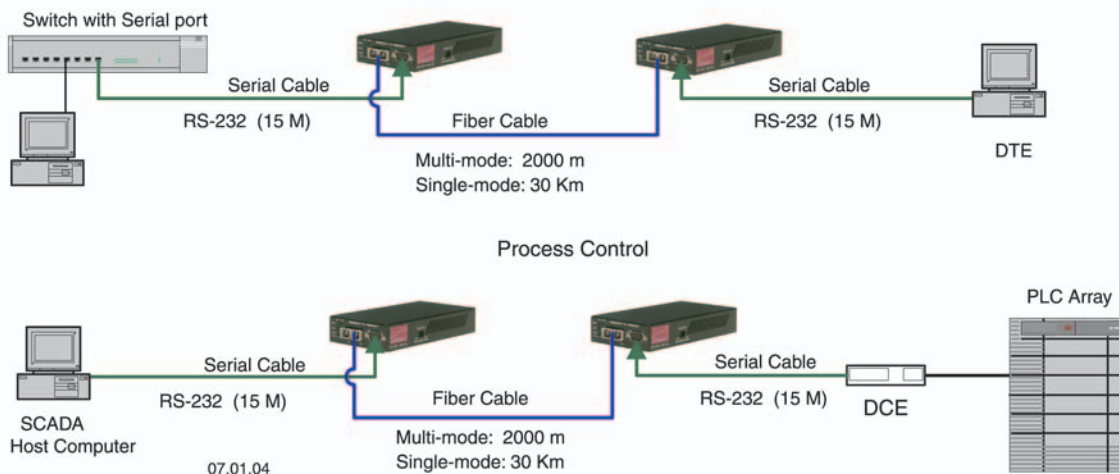 Switch with Serial port
Serial Cable
RS-232 (15 M)
Fiber Cable
Multi-mode: 2000 m
Single-mode: 30 Km
Serial Cable
RS-232 (15 M)
DTE
Process Control
PLC Array
SCADA
Host Computer
Serial Cable
RS-232 (15 M)
Fiber Cable
Multi-mode: 2000 m
Single-mode: 30 Km
Serial Cable
RS-232 (15 M)
DCE
07.01.04